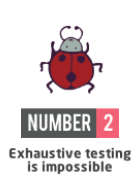 NUMBER 2
Exhaustive testing
is impossible